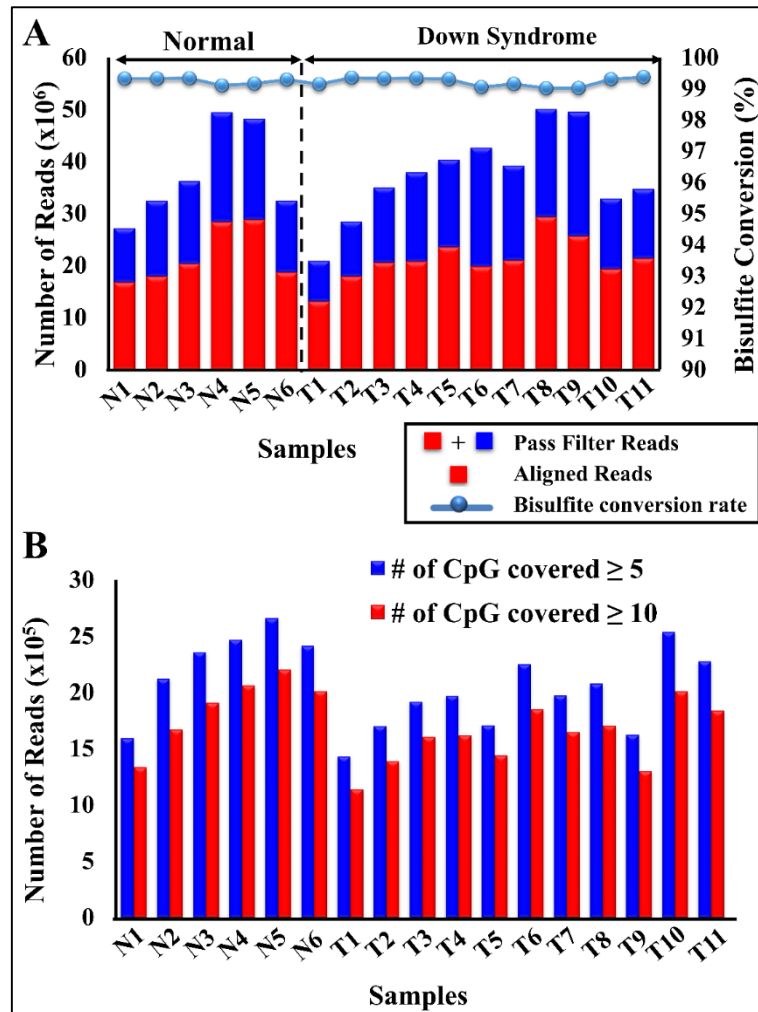 A
Normal
Down Syndrome
Number of Reads (x10⁶)
60
50
40
30
20
10
0
Bisulfite Conversion (%)
100
99
98
97
96
95
94
93
92
91
90
N1 N2 N3 N4 N5 N6 T1 T2 T3 T4 T5 T6 T7 T8 T9 T10 T11
Samples
+ Pass Filter Reads
Aligned Reads
Bisulfite conversion rate
B
# of CpG covered ≥ 5
# of CpG covered ≥ 10
Number of Reads (x10⁵)
30
25
20
15
10
5
0
N1 N2 N3 N4 N5 N6 T1 T2 T3 T4 T5 T6 T7 T8 T9 T10 T11
Samples